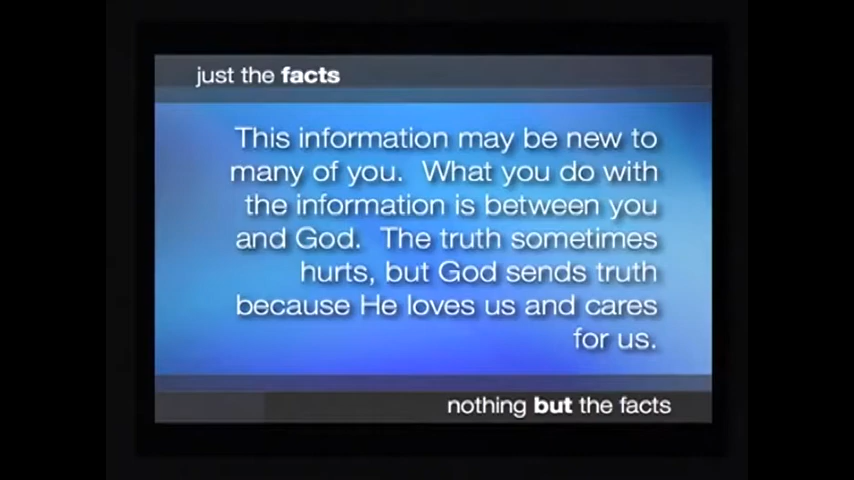 just the facts
This information may be new to
many of you.  What you do with
the information is between you
and God.  The truth sometimes
hurts, but God sends truth
because He loves us and cares
for us.
nothing but the facts